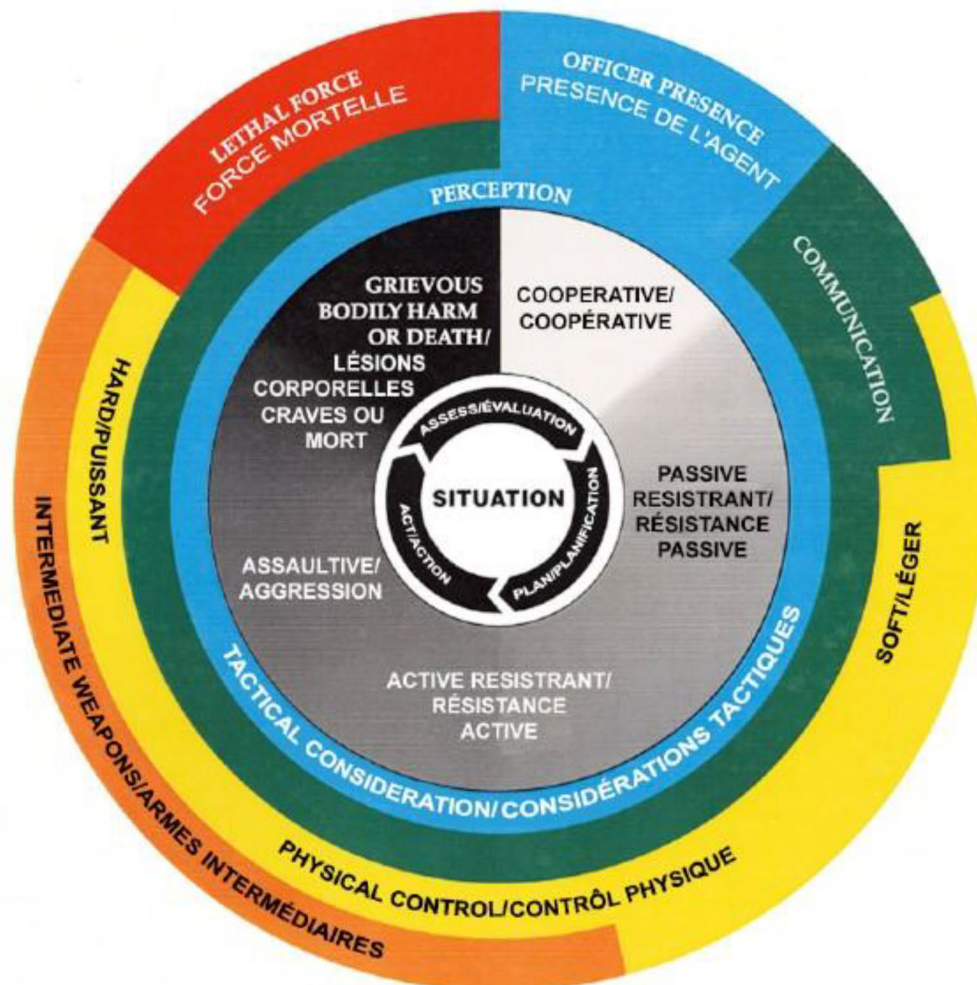 LETHAL FORCE
FORCE MORTELLE
OFFICER PRESENCE
PRESENCE DE L'AGENT
COMMUNICATION
PERCEPTION
GRIEVOUS
BODILY HARM
OR DEATH/
LÉSIONS
CORPORELLES
CRAVES OU
MORT
COOPERATIVE/
COOPÉRATIVE
ASSESS/ÉVALUATION
SITUATION
ACT/ACTION
PLAN/PLANIFICATION
PASSIVE
RESISTRANT/
RÉSISTANCE
PASSIVE
ASSAULTIVE/
AGGRESSION
ACTIVE RESISTRANT/
RÉSISTANCE
ACTIVE
HARD/PUISSANT
SOFT/LÉGER
TACTICAL CONSIDERATION/CONSIDÉRATIONS TACTIQUES
PHYSICAL CONTROL/CONTRÔL PHYSIQUE
INTERMEDIATE WEAPONS/ARMES INTERMÉDIAIRES